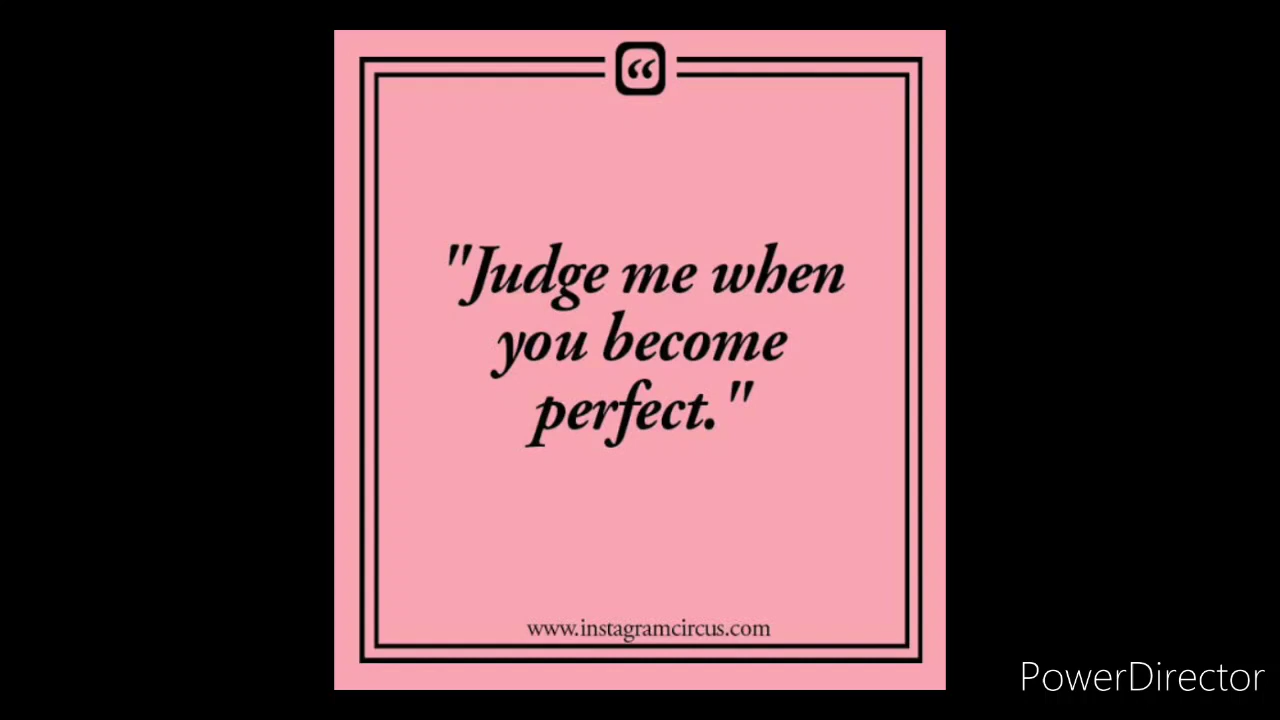 “
"Judge me when
you become
perfect."
www.instagramcircus.com
PowerDirector